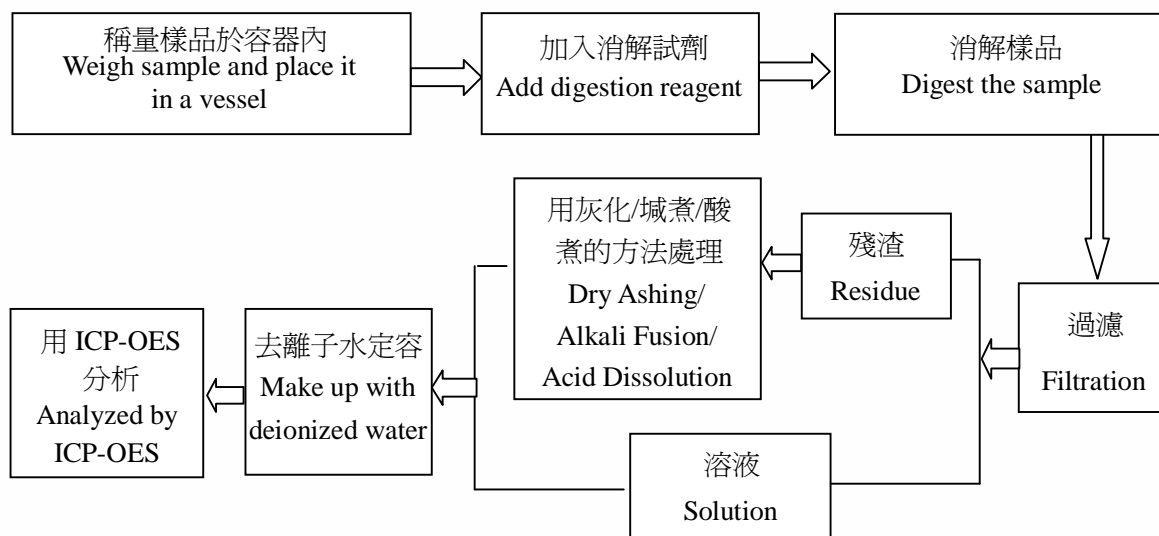 稱量樣品於容器內
Weigh sample and place it
in a vessel
加入消解試劑
Add digestion reagent
消解樣品
Digest the sample
過濾
Filtration
殘渣
Residue
用灰化/堿煮/酸
煮的方法處理
Dry Ashing/
Alkali Fusion/
Acid Dissolution
溶液
Solution
去離子水定容
Make up with
deionized water
用 ICP-OES
分析
Analyzed by
ICP-OES